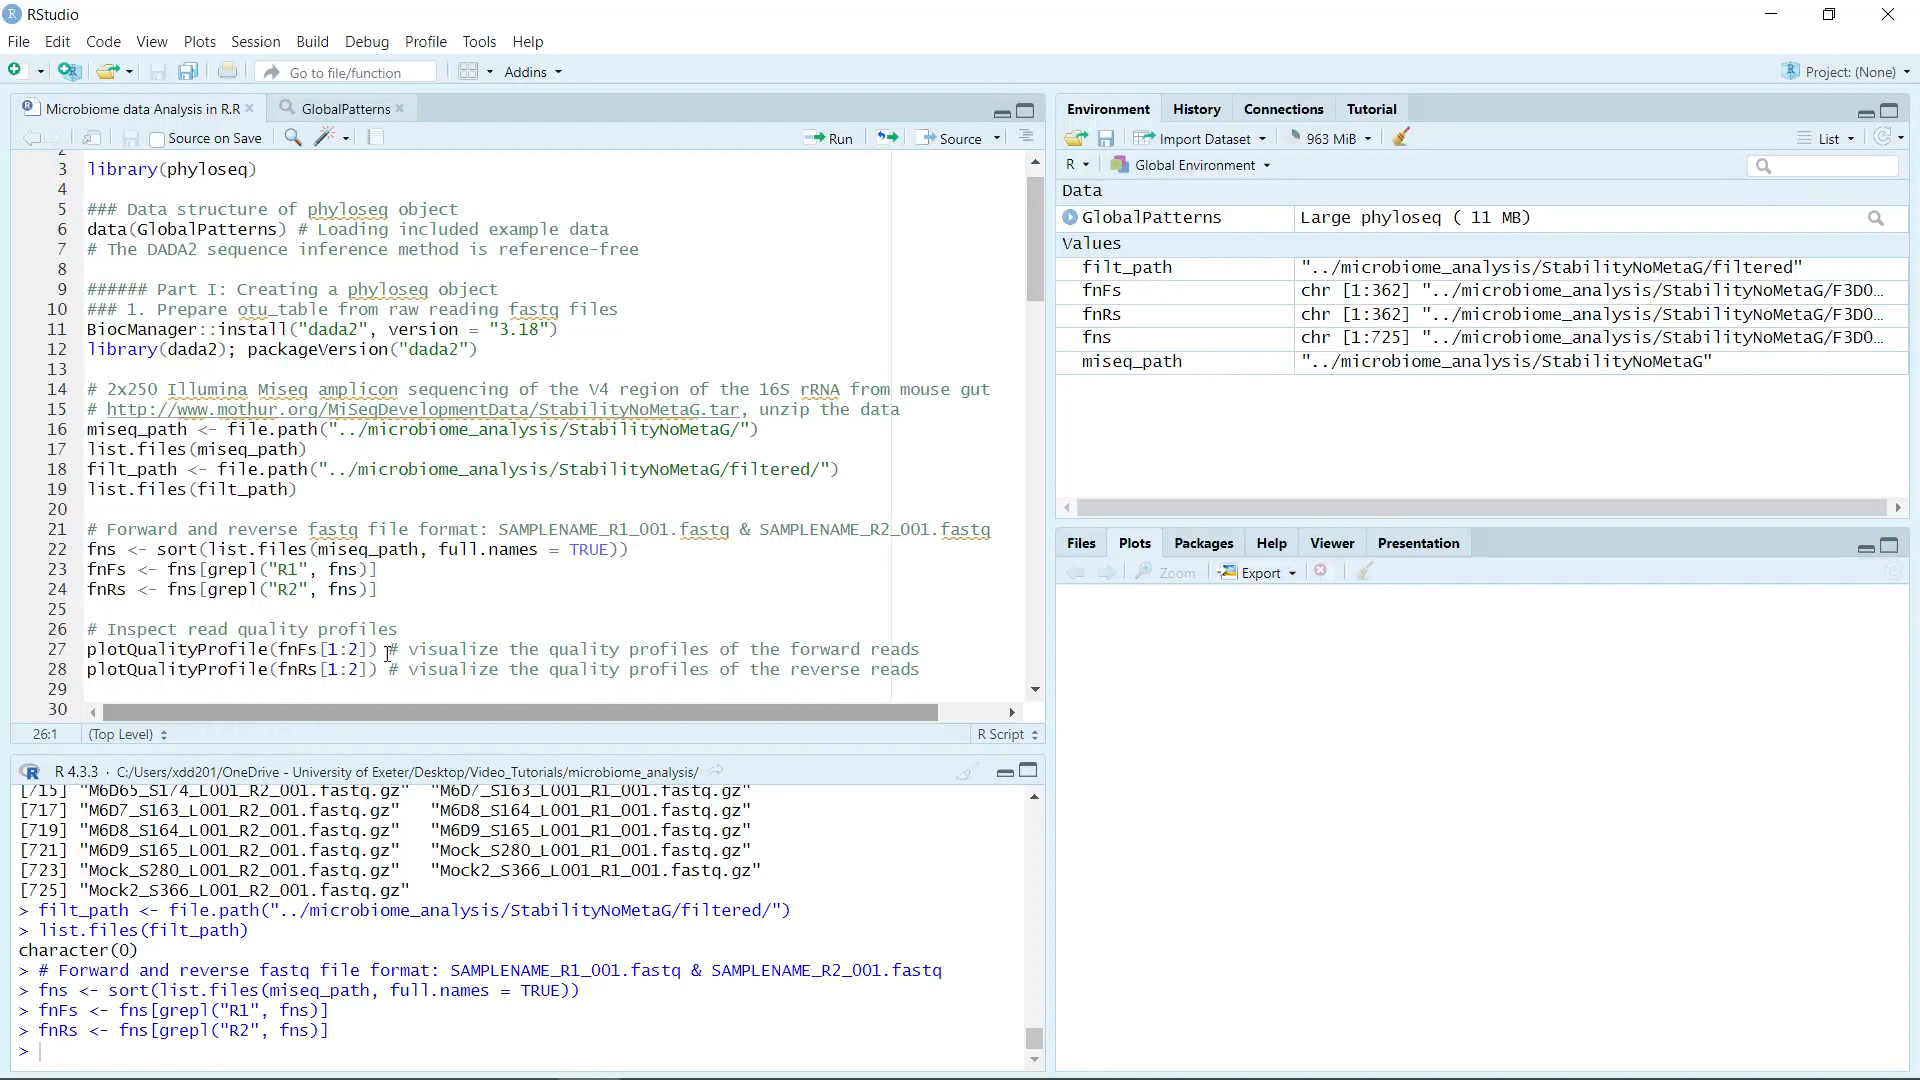 RStudio
File Edit Code View Plots Session Build Debug Profile Tools Help
Go to file/function Addins Project: (None)
Microbiome data Analysis in R.R GlobalPatterns
Source on Save Run Source
2
3 library(phyloseq)
4
5 ### Data structure of phyloseq object
6 data(GlobalPatterns) # Loading included example data
7 # The DADA2 sequence inference method is reference-free
8
9 ###### Part I: Creating a phyloseq object
10 ### 1. Prepare otu_table from raw reading fastq files
11 BiocManager::install("dada2", version = "3.18")
12 library(dada2); packageVersion("dada2")
13
14 # 2x250 Illumina Miseq amplicon sequencing of the V4 region of the 16S rRNA from mouse gut
15 # http://www.mothur.org/MiSeqDevelopmentData/StabilityNoMetaG.tar, unzip the data
16 miseq_path <- file.path("../microbiome_analysis/StabilityNoMetaG/")
17 list.files(miseq_path)
18 filt_path <- file.path("../microbiome_analysis/StabilityNoMetaG/filtered/")
19 list.files(filt_path)
20
21 # Forward and reverse fastq file format: SAMPLENAME_R1_001.fastq & SAMPLENAME_R2_001.fastq
22 fns <- sort(list.files(miseq_path, full.names = TRUE))
23 fnFs <- fns[grepl("R1", fns)]
24 fnRs <- fns[grepl("R2", fns)]
25
26 # Inspect read quality profiles
27 plotQualityProfile(fnFs[1:2]) # visualize the quality profiles of the forward reads
28 plotQualityProfile(fnRs[1:2]) # visualize the quality profiles of the reverse reads
29
30
26:1 (Top Level) R Script
R 4.3.3 · C:/Users/xdd201/OneDrive - University of Exeter/Desktop/Video_Tutorials/microbiome_analysis/
[715] "M6D65_S174_L001_R2_001.fastq.gz" "M6D7_S163_L001_R1_001.fastq.gz"
[717] "M6D7_S163_L001_R2_001.fastq.gz" "M6D8_S164_L001_R1_001.fastq.gz"
[719] "M6D8_S164_L001_R2_001.fastq.gz" "M6D9_S165_L001_R1_001.fastq.gz"
[721] "M6D9_S165_L001_R2_001.fastq.gz" "Mock_S280_L001_R1_001.fastq.gz"
[723] "Mock_S280_L001_R2_001.fastq.gz" "Mock2_S366_L001_R1_001.fastq.gz"
[725] "Mock2_S366_L001_R2_001.fastq.gz"
> filt_path <- file.path("../microbiome_analysis/StabilityNoMetaG/filtered/")
> list.files(filt_path)
character(0)
> # Forward and reverse fastq file format: SAMPLENAME_R1_001.fastq & SAMPLENAME_R2_001.fastq
> fns <- sort(list.files(miseq_path, full.names = TRUE))
> fnFs <- fns[grepl("R1", fns)]
> fnRs <- fns[grepl("R2", fns)]
>
Environment History Connections Tutorial
Import Dataset 963 MiB List
R Global Environment
Data
GlobalPatterns Large phyloseq ( 11 MB)
Values
filt_path "../microbiome_analysis/StabilityNoMetaG/filtered"
fnFs chr [1:362] "../microbiome_analysis/StabilityNoMetaG/F3D0...
fnRs chr [1:362] "../microbiome_analysis/StabilityNoMetaG/F3D0...
fns chr [1:725] "../microbiome_analysis/StabilityNoMetaG/F3D0...
miseq_path "../microbiome_analysis/StabilityNoMetaG"
Files Plots Packages Help Viewer Presentation
Zoom Export